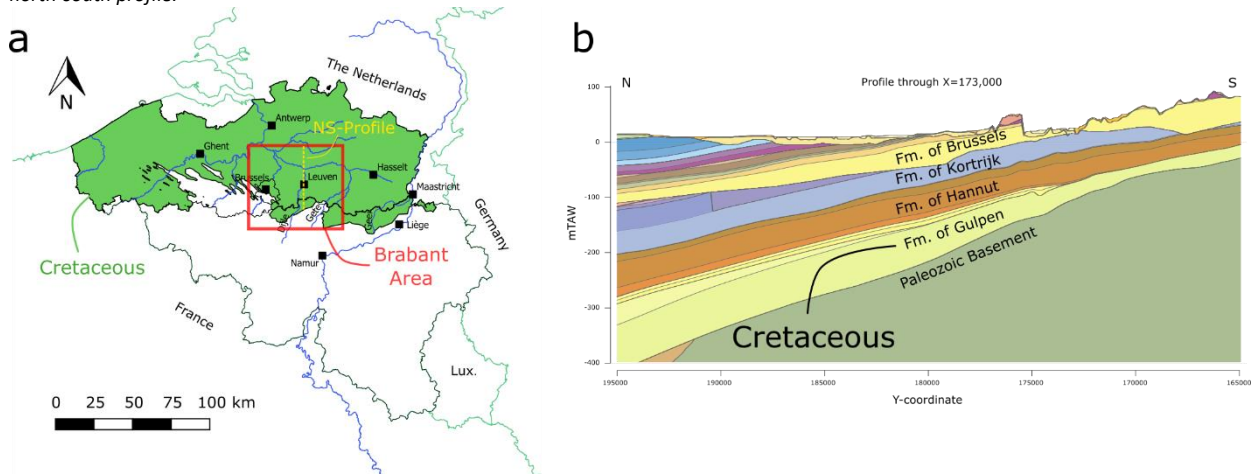 north south profile.
a
N
The Netherlands
Antwerp
NS-Profile
Ghent
Hasselt
Brussels
Leuven
Maastricht
Dijle
Gete
Geer
Liège
Germany
Cretaceous
Namur
Brabant
Area
France
Lux.
0 25 50 75 100 km
b
N
Profile through X=173,000
S
100
0
-100
-200
-300
-400
mTAW
Fm. of Brussels
Fm. of Kortrijk
Fm. of Hannut
Fm. of Gulpen
Paleozoic Basement
Cretaceous
195000 190000 185000 180000 175000 170000 165000
Y-coordinate